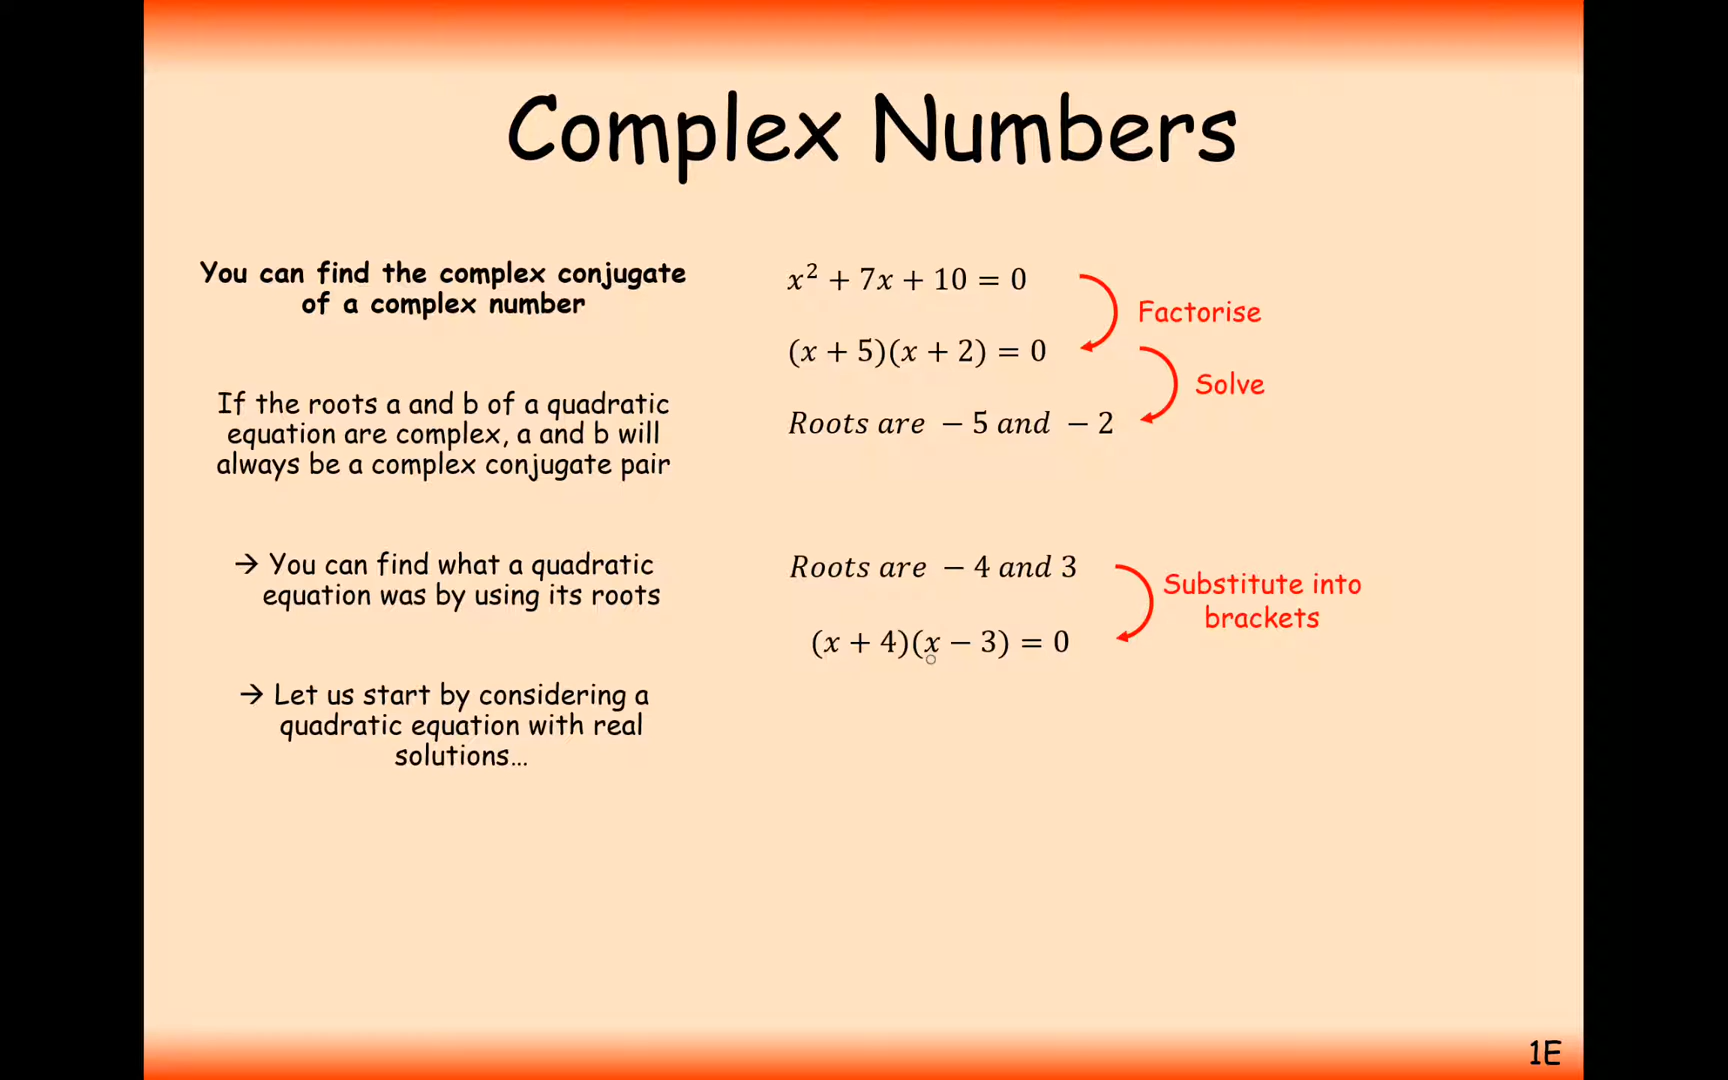 Complex Numbers
You can find the complex conjugate
of a complex number
If the roots a and b of a quadratic
equation are complex, a and b will
always be a complex conjugate pair
→ You can find what a quadratic
equation was by using its roots
→ Let us start by considering a
quadratic equation with real
solutions…
x² + 7x + 10 = 0
Factorise
(x + 5)(x + 2) = 0
Solve
Roots are − 5 and − 2
Roots are − 4 and 3
Substitute into
brackets
(x + 4)(x − 3) = 0
1E